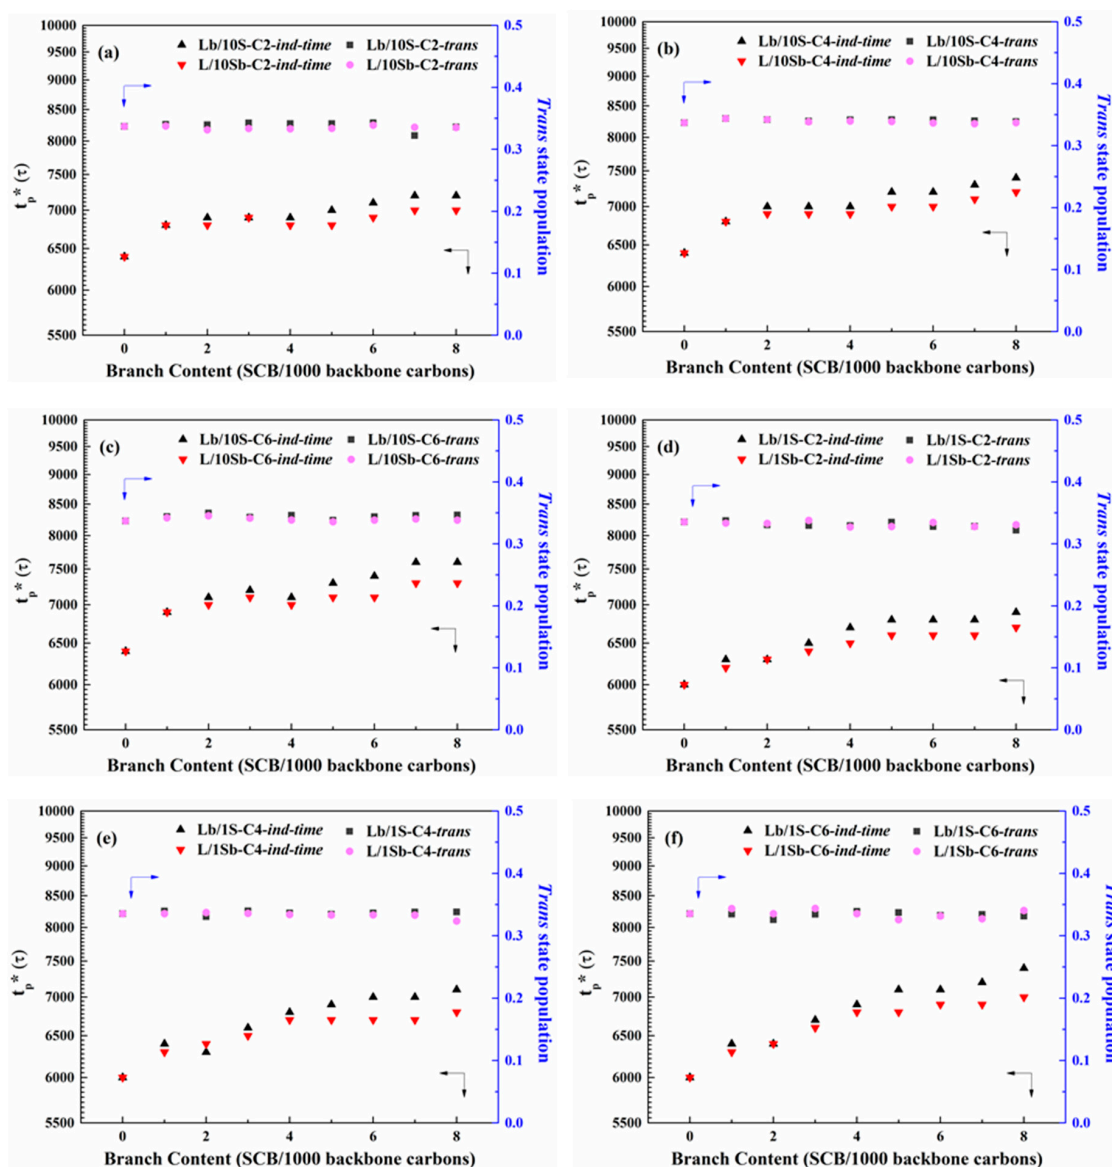 (a)
Lb/10S-C2-ind-time Lb/10S-C2-trans
L/10Sb-C2-ind-time L/10Sb-C2-trans
10000
9500
9000
8500
8000
7500
7000
6500
6000
5500
tp* (τ)
0.5
0.4
0.3
0.2
0.1
0.0
Trans state population
0 2 4 6 8
Branch Content (SCB/1000 backbone carbons)
(b)
Lb/10S-C4-ind-time Lb/10S-C4-trans
L/10Sb-C4-ind-time L/10Sb-C4-trans
10000
9500
9000
8500
8000
7500
7000
6500
6000
5500
tp* (τ)
0.5
0.4
0.3
0.2
0.1
0.0
Trans state population
0 2 4 6 8
Branch Content (SCB/1000 backbone carbons)
(c)
Lb/10S-C6-ind-time Lb/10S-C6-trans
L/10Sb-C6-ind-time L/10Sb-C6-trans
10000
9500
9000
8500
8000
7500
7000
6500
6000
5500
tp* (τ)
0.5
0.4
0.3
0.2
0.1
0.0
Trans state population
0 2 4 6 8
Branch Content (SCB/1000 backbone carbons)
(d)
Lb/1S-C2-ind-time Lb/1S-C2-trans
L/1Sb-C2-ind-time L/1Sb-C2-trans
10000
9500
9000
8500
8000
7500
7000
6500
6000
5500
tp* (τ)
0.5
0.4
0.3
0.2
0.1
0.0
Trans state population
0 2 4 6 8
Branch Content (SCB/1000 backbone carbons)
(e)
Lb/1S-C4-ind-time Lb/1S-C4-trans
L/1Sb-C4-ind-time L/1Sb-C4-trans
10000
9500
9000
8500
8000
7500
7000
6500
6000
5500
tp* (τ)
0.5
0.4
0.3
0.2
0.1
0.0
Trans state population
0 2 4 6 8
Branch Content (SCB/1000 backbone carbons)
(f)
Lb/1S-C6-ind-time Lb/1S-C6-trans
L/1Sb-C6-ind-time L/1Sb-C6-trans
10000
9500
9000
8500
8000
7500
7000
6500
6000
5500
tp* (τ)
0.5
0.4
0.3
0.2
0.1
0.0
Trans state population
0 2 4 6 8
Branch Content (SCB/1000 backbone carbons)